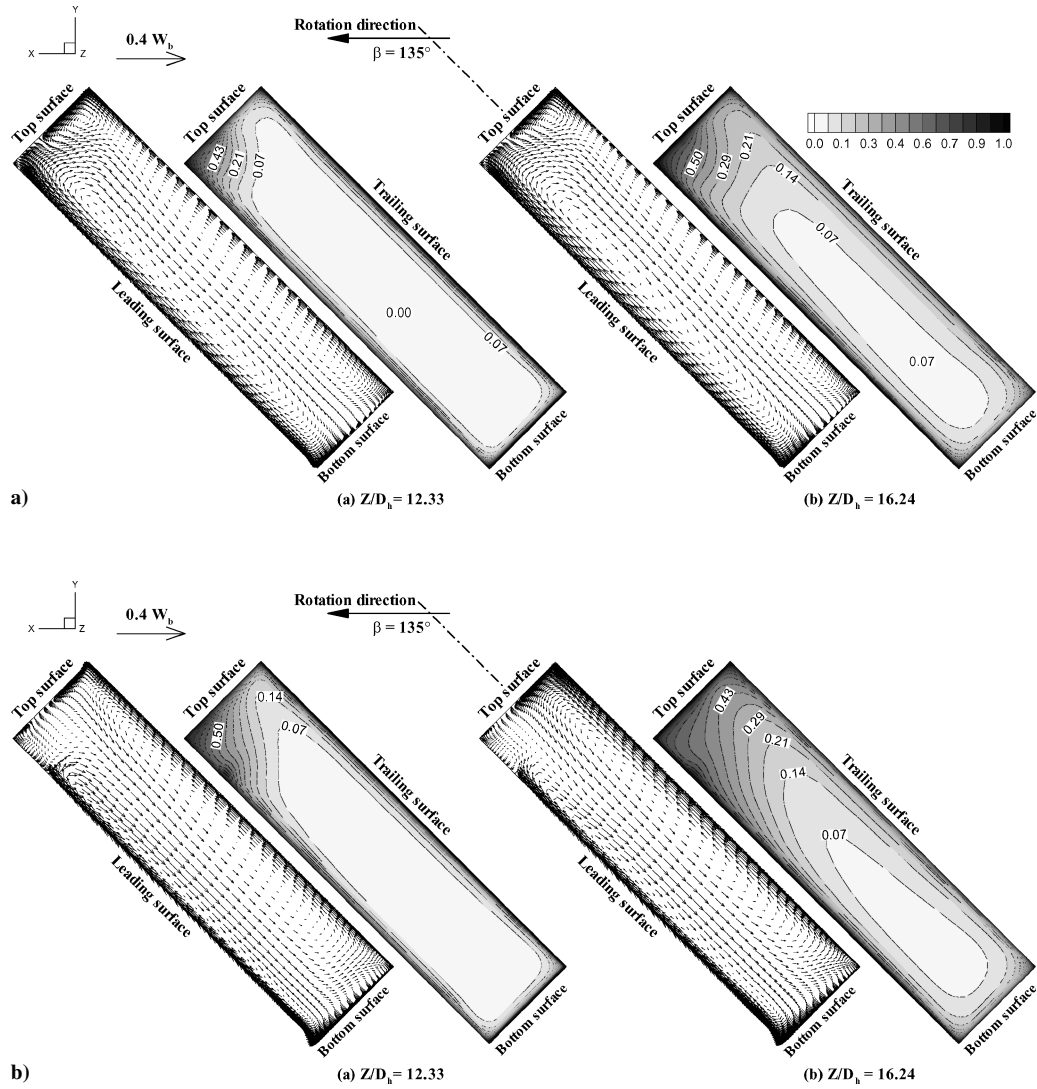 Y
X
Z
0.4 W_b
Rotation direction
β = 135°
Top surface
Top surface
Top surface
Top surface
0.0 0.1 0.3 0.4 0.6 0.7 0.9 1.0
0.43
0.21
0.07
0.00
0.07
0.50
0.29
0.21
0.14
0.07
0.07
Leading surface
Trailing surface
Leading surface
Trailing surface
Bottom surface
Bottom surface
Bottom surface
Bottom surface
a)
(a) Z/D_h = 12.33
(b) Z/D_h = 16.24
Y
X
Z
0.4 W_b
Rotation direction
β = 135°
Top surface
Top surface
Top surface
Top surface
0.14
0.07
0.50
0.43
0.29
0.21
0.14
0.07
Leading surface
Trailing surface
Leading surface
Trailing surface
Bottom surface
Bottom surface
Bottom surface
Bottom surface
b)
(a) Z/D_h = 12.33
(b) Z/D_h = 16.24